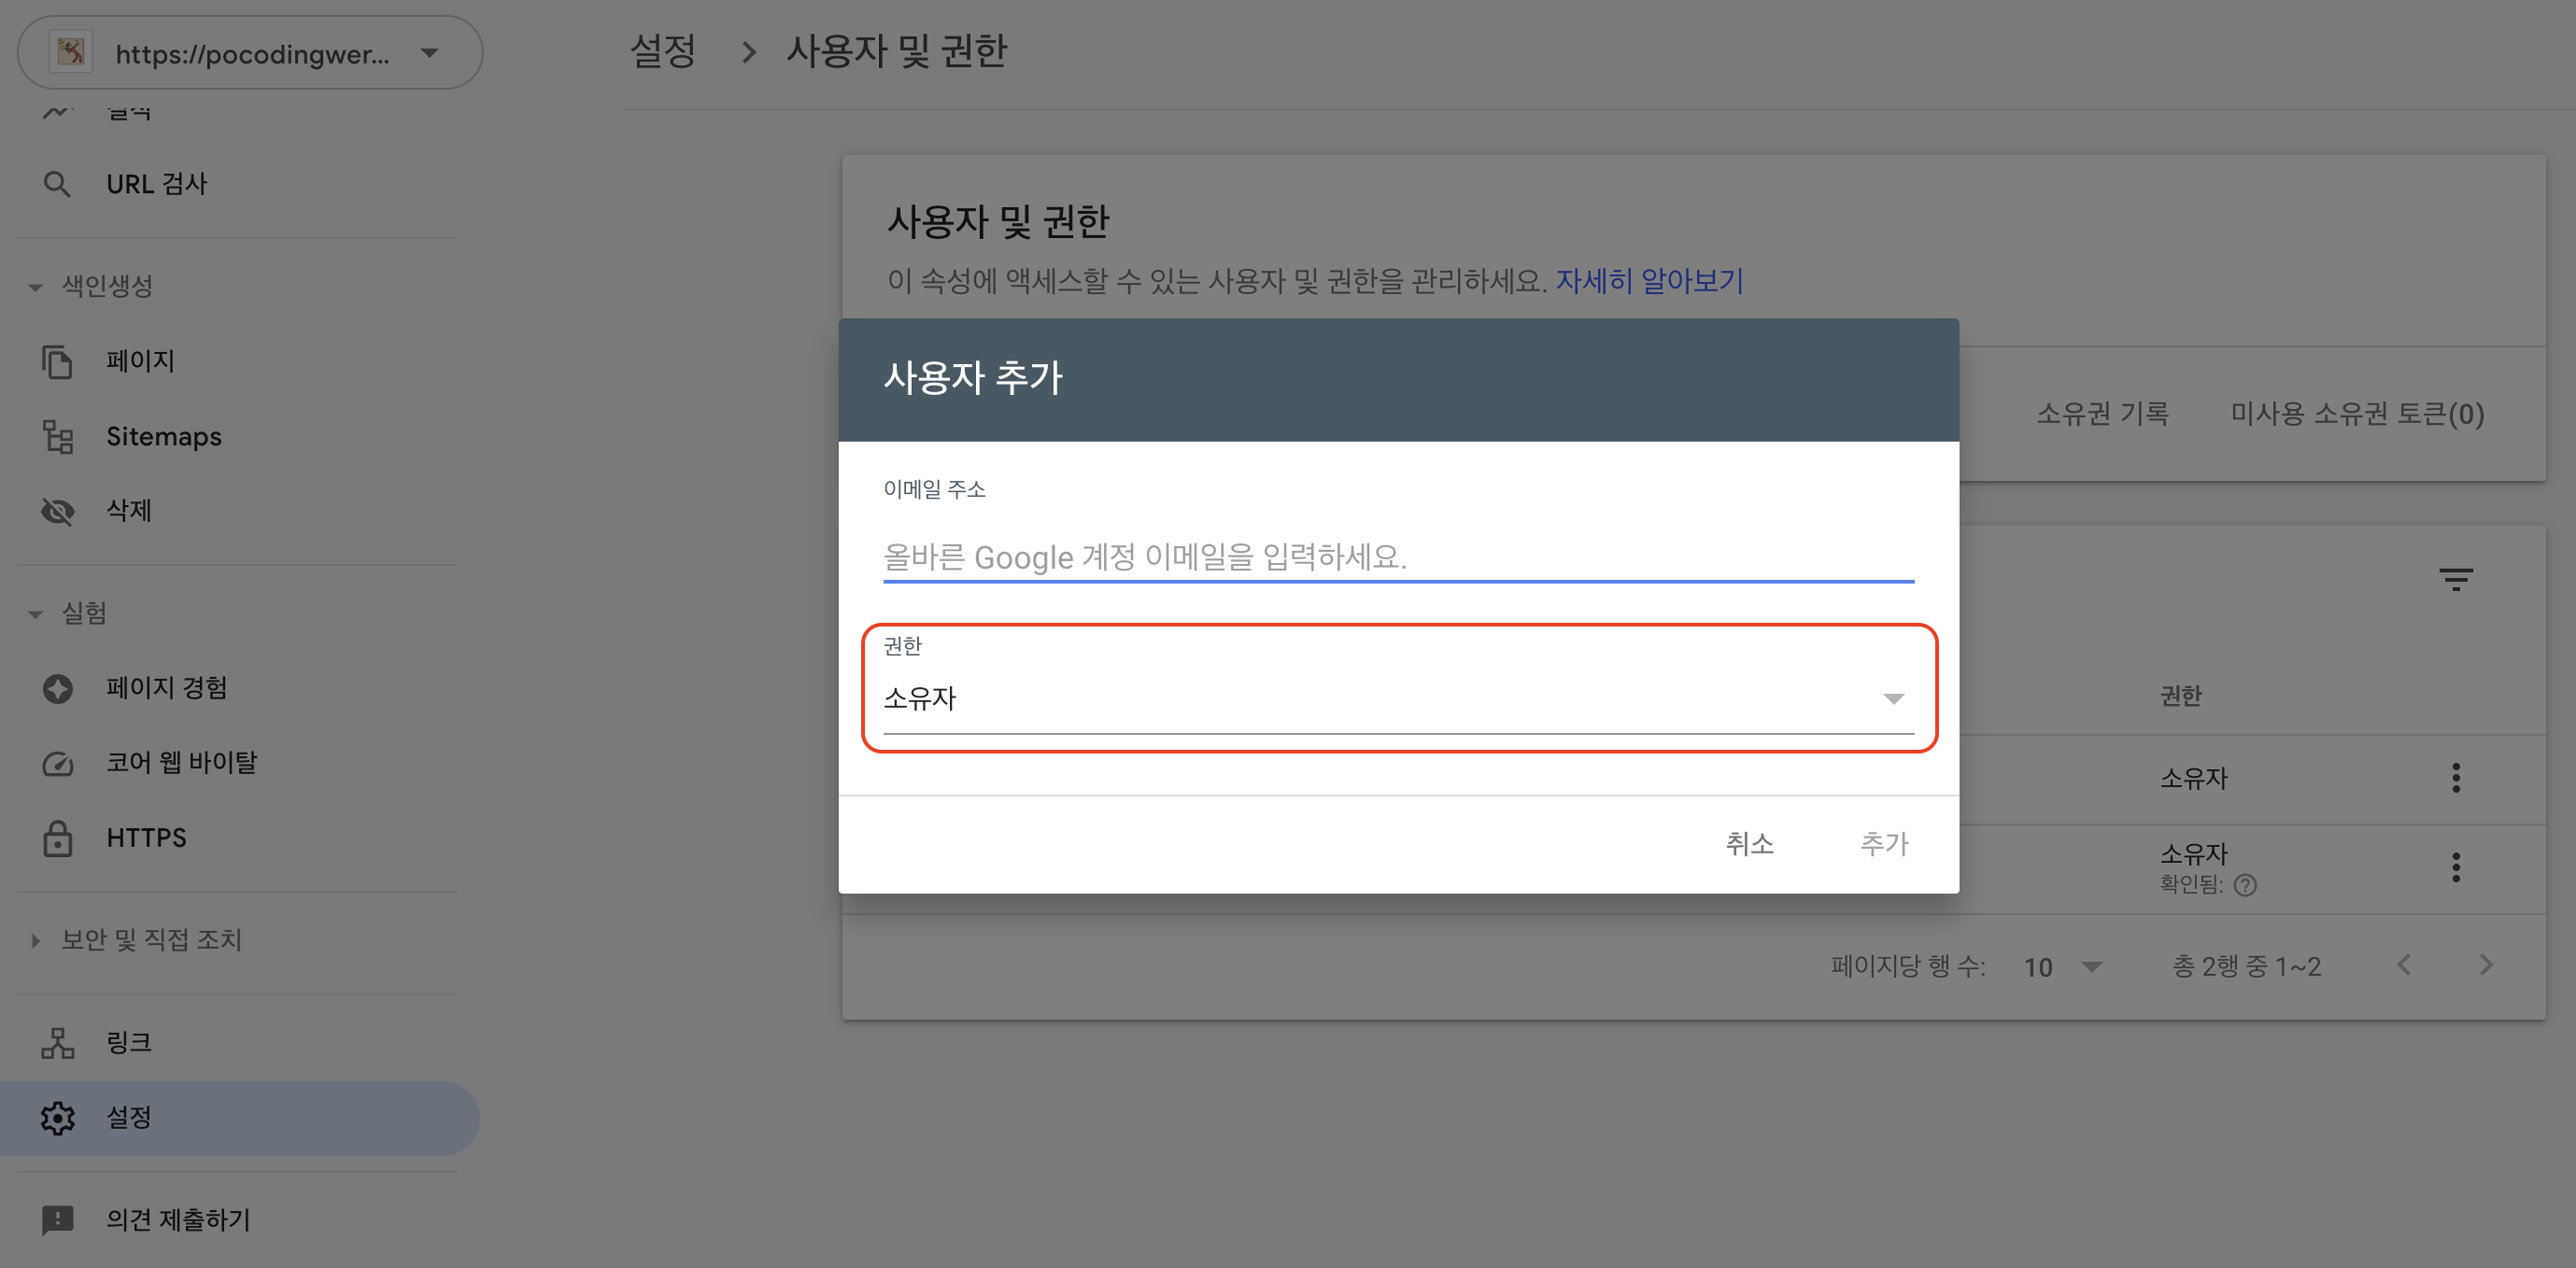 https://pocodingwer...
URL 검사
색인생성
페이지
Sitemaps
삭제
실험
페이지 경험
코어 웹 바이탈
HTTPS
보안 및 직접 조치
링크
설정
의견 제출하기
설정 > 사용자 및 권한
사용자 및 권한
이 속성에 액세스할 수 있는 사용자 및 권한을 관리하세요. 자세히 알아보기
소유권 기록 미사용 소유권 토큰(0)
사용자 추가
이메일 주소
올바른 Google 계정 이메일을 입력하세요.
권한
소유자
취소 추가
권한
소유자
소유자
확인됨:
페이지당 행 수: 10 총 2행 중 1~2